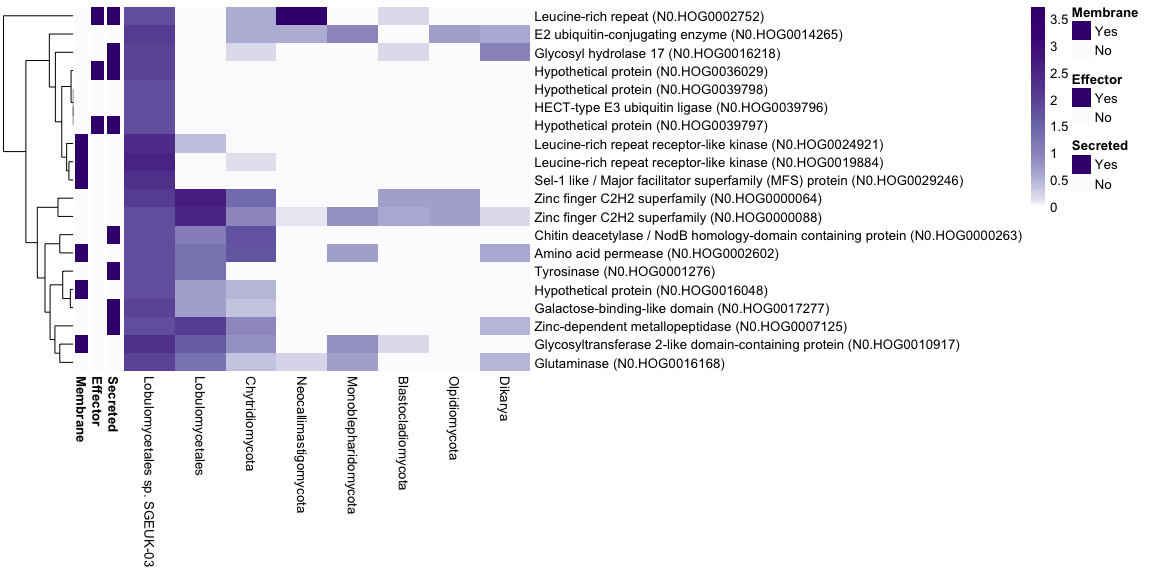 Leucine-rich repeat (N0.HOG0002752)
E2 ubiquitin-conjugating enzyme (N0.HOG0014265)
Glycosyl hydrolase 17 (N0.HOG0016218)
Hypothetical protein (N0.HOG0036029)
Hypothetical protein (N0.HOG0039798)
HECT-type E3 ubiquitin ligase (N0.HOG0039796)
Hypothetical protein (N0.HOG0039797)
Leucine-rich repeat receptor-like kinase (N0.HOG0024921)
Leucine-rich repeat receptor-like kinase (N0.HOG0019884)
Sel-1 like / Major facilitator superfamily (MFS) protein (N0.HOG0029246)
Zinc finger C2H2 superfamily (N0.HOG0000064)
Zinc finger C2H2 superfamily (N0.HOG0000088)
Chitin deacetylase / NodB homology-domain containing protein (N0.HOG0000263)
Amino acid permease (N0.HOG0002602)
Tyrosinase (N0.HOG0001276)
Hypothetical protein (N0.HOG0016048)
Galactose-binding-like domain (N0.HOG0017277)
Zinc-dependent metallopeptidase (N0.HOG0007125)
Glycosyltransferase 2-like domain-containing protein (N0.HOG0010917)
Glutaminase (N0.HOG0016168)
Membrane
Effector
Secreted
Lobulomycetales sp. SGEUK-03
Lobulomycetales
Chytridiomycota
Neocallimastigomycota
Monoblepharidomycota
Blastocladiomycota
Olpidiomycota
Dikarya
3.5
3
2.5
2
1.5
1
0.5
0
Membrane
Yes
No
Effector
Yes
No
Secreted
Yes
No